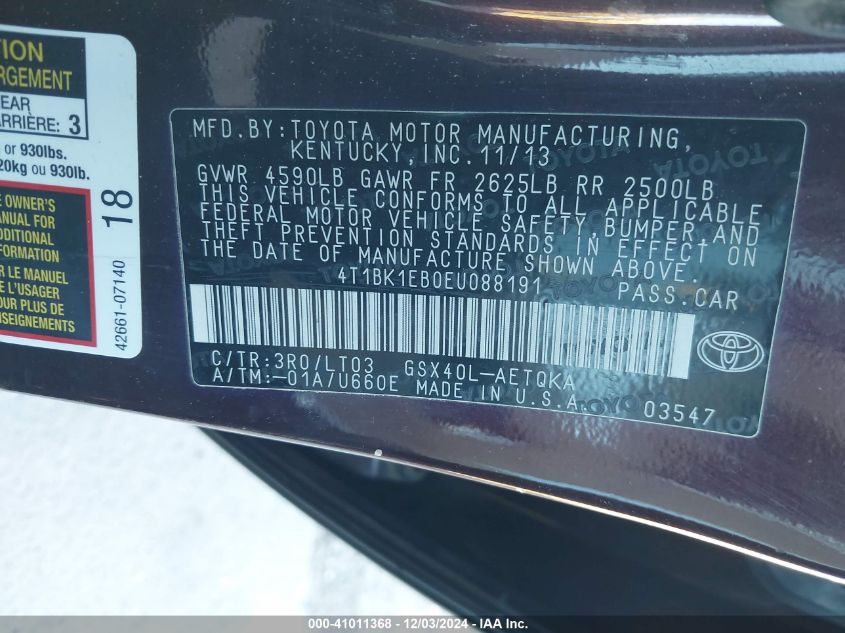 TION
RGEMENT
EAR
ARRIÈRE: 3
or 930lbs.
20kg ou 930lb.
E OWNER'S
ANUAL FOR
DDITIONAL
FORMATION
R LE MANUEL
E L'USAGER
OUR PLUS DE
NSEIGNEMENTS
18
42661-07140
MFD.BY:TOYOTA MOTOR MANUFACTURING,
KENTUCKY,INC.11/13
GVWR 4590LB GAWR FR 2625LB RR 2500LB
THIS VEHICLE CONFORMS TO ALL APPLICABLE
FEDERAL MOTOR VEHICLE SAFETY,BUMPER AND
THEFT PREVENTION STANDARDS IN EFFECT ON
THE DATE OF MANUFACTURE SHOWN ABOVE.
4T1BK1EB0EU088191 PASS.CAR
C/TR:3R0/LT03 GSX40L-AETQKA
A/TM:-01A/U660E MADE IN U.S.A.
03547
000-41011368 - 12/03/2024 - IAA Inc.